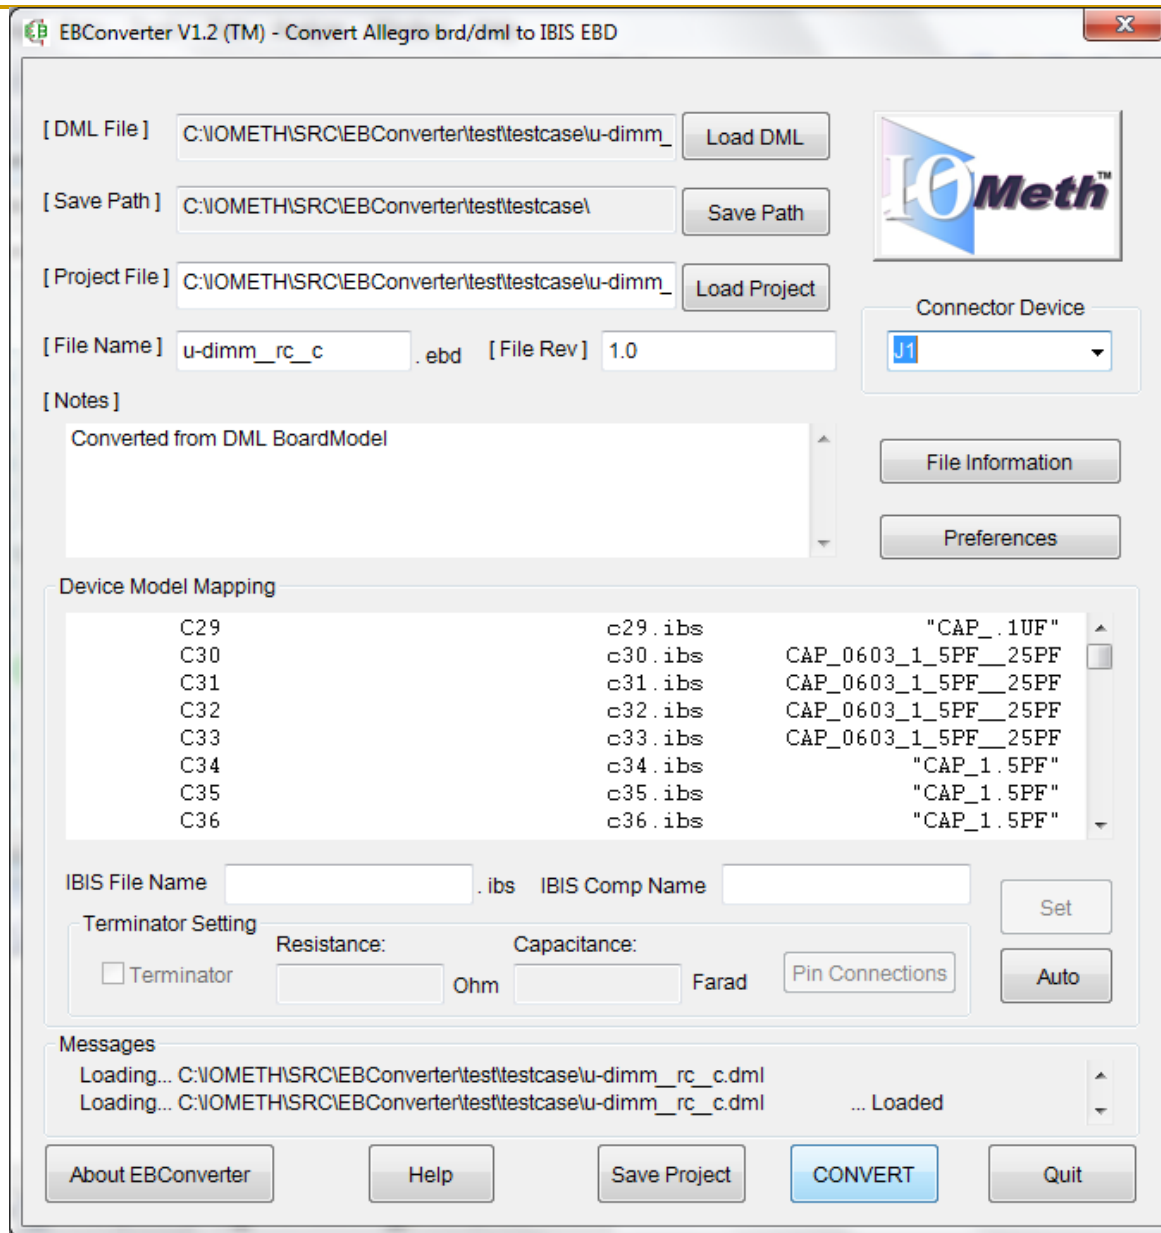 EBConverter V1.2 (TM) - Convert Allegro brd/dml to IBIS EBD
[ DML File ] C:\IOMETH\SRC\EBConverter\test\testcase\u-dimm_ Load DML
IOMeth™
[ Save Path ] C:\IOMETH\SRC\EBConverter\test\testcase\ Save Path
[ Project File ] C:\IOMETH\SRC\EBConverter\test\testcase\u-dimm_ Load Project
Connector Device
[ File Name ] u-dimm__rc__c . ebd [ File Rev ] 1.0 J1
[ Notes ]
Converted from DML BoardModel
File Information
Preferences
Device Model Mapping
C29 c29.ibs "CAP_.1UF"
C30 c30.ibs CAP_0603_1_5PF__25PF
C31 c31.ibs CAP_0603_1_5PF__25PF
C32 c32.ibs CAP_0603_1_5PF__25PF
C33 c33.ibs CAP_0603_1_5PF__25PF
C34 c34.ibs "CAP_1.5PF"
C35 c35.ibs "CAP_1.5PF"
C36 c36.ibs "CAP_1.5PF"
IBIS File Name . ibs IBIS Comp Name
Set
Terminator Setting
Resistance: Capacitance:
Terminator Ohm Farad Pin Connections Auto
Messages
Loading... C:\IOMETH\SRC\EBConverter\test\testcase\u-dimm__rc__c.dml
Loading... C:\IOMETH\SRC\EBConverter\test\testcase\u-dimm__rc__c.dml ... Loaded
About EBConverter Help Save Project CONVERT Quit